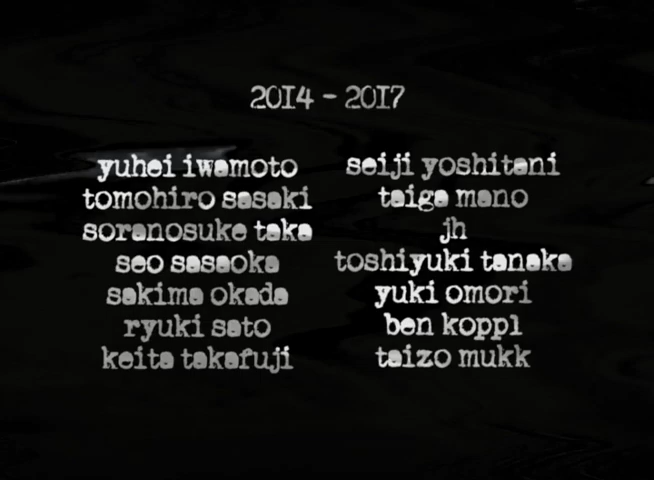 2014 - 2017
yuhei iwamoto
tomohiro sasaki
soranosuke taka
seo sasaoka
sakima okada
ryuki sato
keita takafuji
seiji yoshitani
taiga mano
jh
toshiyuki tanaka
yuki omori
ben koppl
taizo mukk